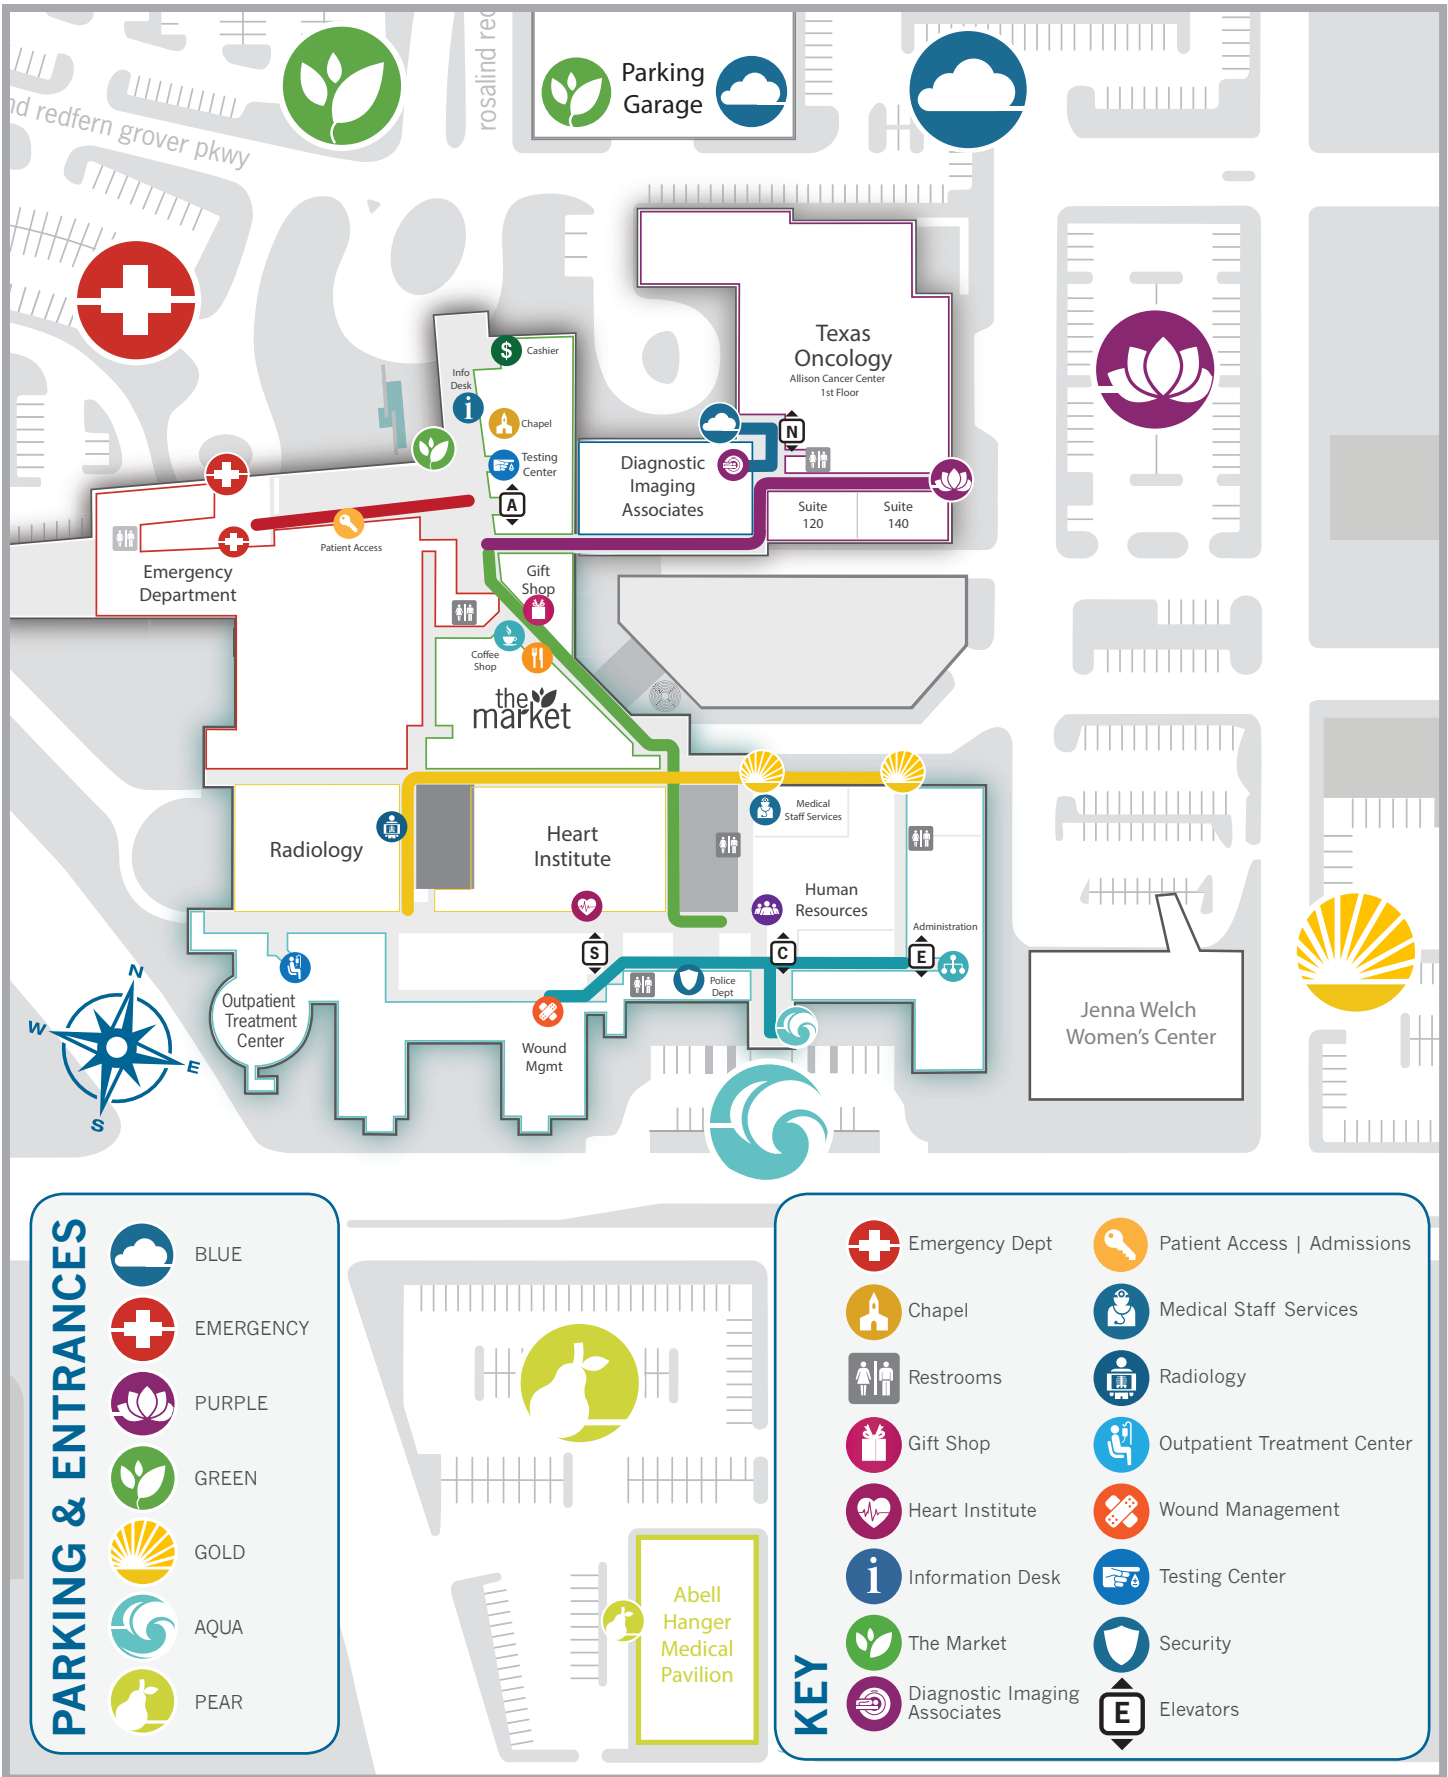 rosalind red
nd redfern grover pkwy
Parking
Garage
Texas
Oncology
Allison Cancer Center
1st Floor
$
Cashier
Info
Desk
i
Chapel
Testing
Center
A
N
Diagnostic
Imaging
Associates
Suite
120
Suite
140
Patient Access
Emergency
Department
Gift
Shop
Coffee
Shop
the
market
Medical
Staff Services
Radiology
Heart
Institute
Human
Resources
Administration
S
C
E
Police
Dept
Outpatient
Treatment
Center
Wound
Mgmt
Jenna Welch
Women's Center
N
W
E
S
PARKING & ENTRANCES
BLUE
EMERGENCY
PURPLE
GREEN
GOLD
AQUA
PEAR
Abell
Hanger
Medical
Pavilion
KEY
Emergency Dept
Chapel
Restrooms
Gift Shop
Heart Institute
i
Information Desk
The Market
Diagnostic Imaging
Associates
Patient Access | Admissions
Medical Staff Services
Radiology
Outpatient Treatment Center
Wound Management
Testing Center
Security
E
Elevators